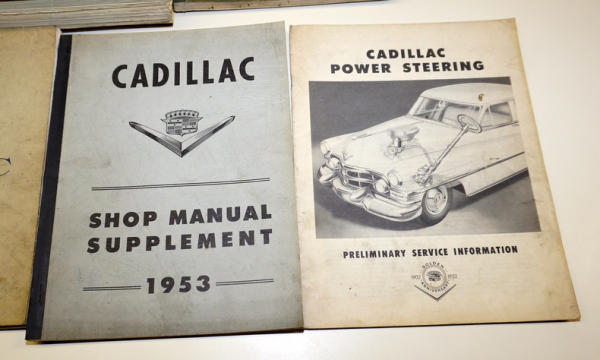 CADILLAC
SHOP MANUAL
SUPPLEMENT
1953
CADILLAC
POWER STEERING
PRELIMINARY SERVICE INFORMATION
GOLDEN
1902 1952
ANNIVERSARY